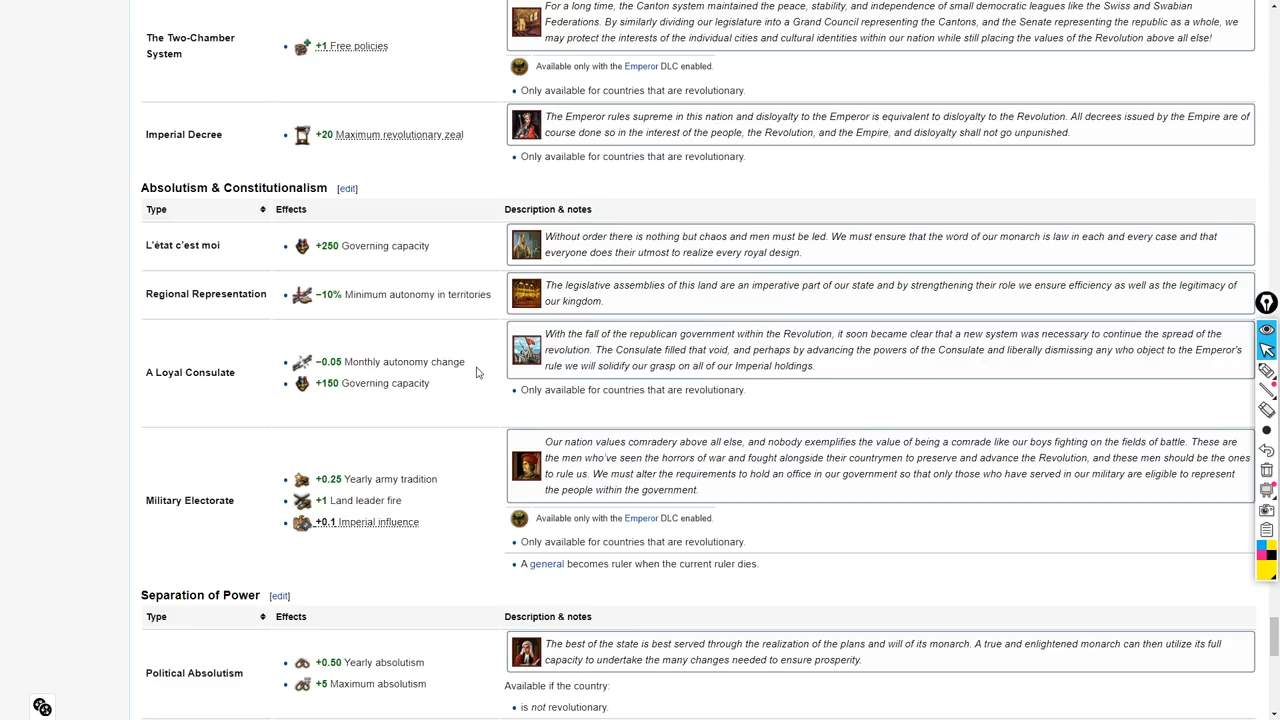 For a long time, the Canton system maintained the peace, stability, and independence of small democratic leagues like the Swiss and Swabian
The Two-Chamber
System
+1 Free policies
Federations. By similarly dividing our legislature into a Grand Council representing the Cantons, and the Senate representing the republic as a whole, we
may protect the interests of the individual cities and cultural identities within our nation while still placing the values of the Revolution above all else!
Available only with the Emperor DLC enabled.
Only available for countries that are revolutionary.
Imperial Decree
+20 Maximum revolutionary zeal
The Emperor rules supreme in this nation and disloyalty to the Emperor is equivalent to disloyalty to the Revolution. All decrees issued by the Empire are of
course done so in the interest of the people, the Revolution, and the Empire, and disloyalty shall not go unpunished.
Only available for countries that are revolutionary.
Absolutism & Constitutionalism [edit]
Type Effects Description & notes
L'état c'est moi
+250 Governing capacity
Without order there is nothing but chaos and men must be led. We must ensure that the word of our monarch is law in each and every case and that
everyone does their utmost to realize every royal design.
Regional Representation
−10% Minimum autonomy in territories
The legislative assemblies of this land are an imperative part of our state and by strengthening their role we ensure efficiency as well as the legitimacy
our kingdom.
A Loyal Consulate
−0.05 Monthly autonomy change
+150 Governing capacity
With the fall of the republican government within the Revolution, it soon became clear that a new system was necessary to continue the spread of the
revolution. The Consulate filled that void, and perhaps by advancing the powers of the Consulate and liberally dismissing any who object to the Emperor's
rule we will solidify our grasp on all of our Imperial holdings.
Only available for countries that are revolutionary.
Military Electorate
+0.25 Yearly army tradition
+1 Land leader fire
+0.1 Imperial influence
Our nation values comradery above all else, and nobody exemplifies the value of being a comrade like our boys fighting on the fields of battle. These are
the men who've seen the horrors of war and fought alongside their countrymen to preserve and advance the Revolution, and these men should be the ones
to rule us. We must alter the requirements to hold an office in our government so that only those who have served in our military are eligible to represent
the people within the government.
Available only with the Emperor DLC enabled.
Only available for countries that are revolutionary.
A general becomes ruler when the current ruler dies.
Separation of Power [edit]
Type Effects Description & notes
Political Absolutism
+0.50 Yearly absolutism
+5 Maximum absolutism
The best of the state is best served through the realization of the plans and will of its monarch. A true and enlightened monarch can then utilize its full
capacity to undertake the many changes needed to ensure prosperity.
Available if the country:
is not revolutionary.